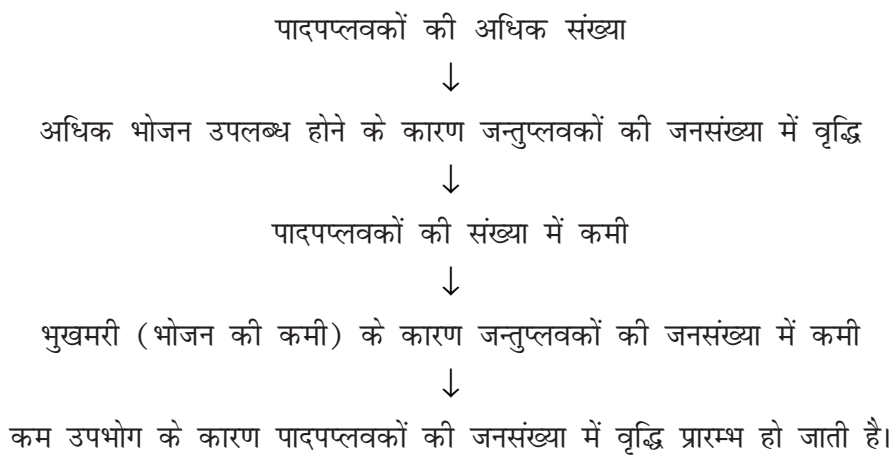 पादपप्लवकों की अधिक संख्या
↓
अधिक भोजन उपलब्ध होने के कारण जन्तुप्लवकों की जनसंख्या में वृद्धि
↓
पादपप्लवकों की संख्या में कमी
↓
भुखमरी (भोजन की कमी) के कारण जन्तुप्लवकों की जनसंख्या में कमी
↓
कम उपभोग के कारण पादपप्लवकों की जनसंख्या में वृद्धि प्रारम्भ हो जाती है।